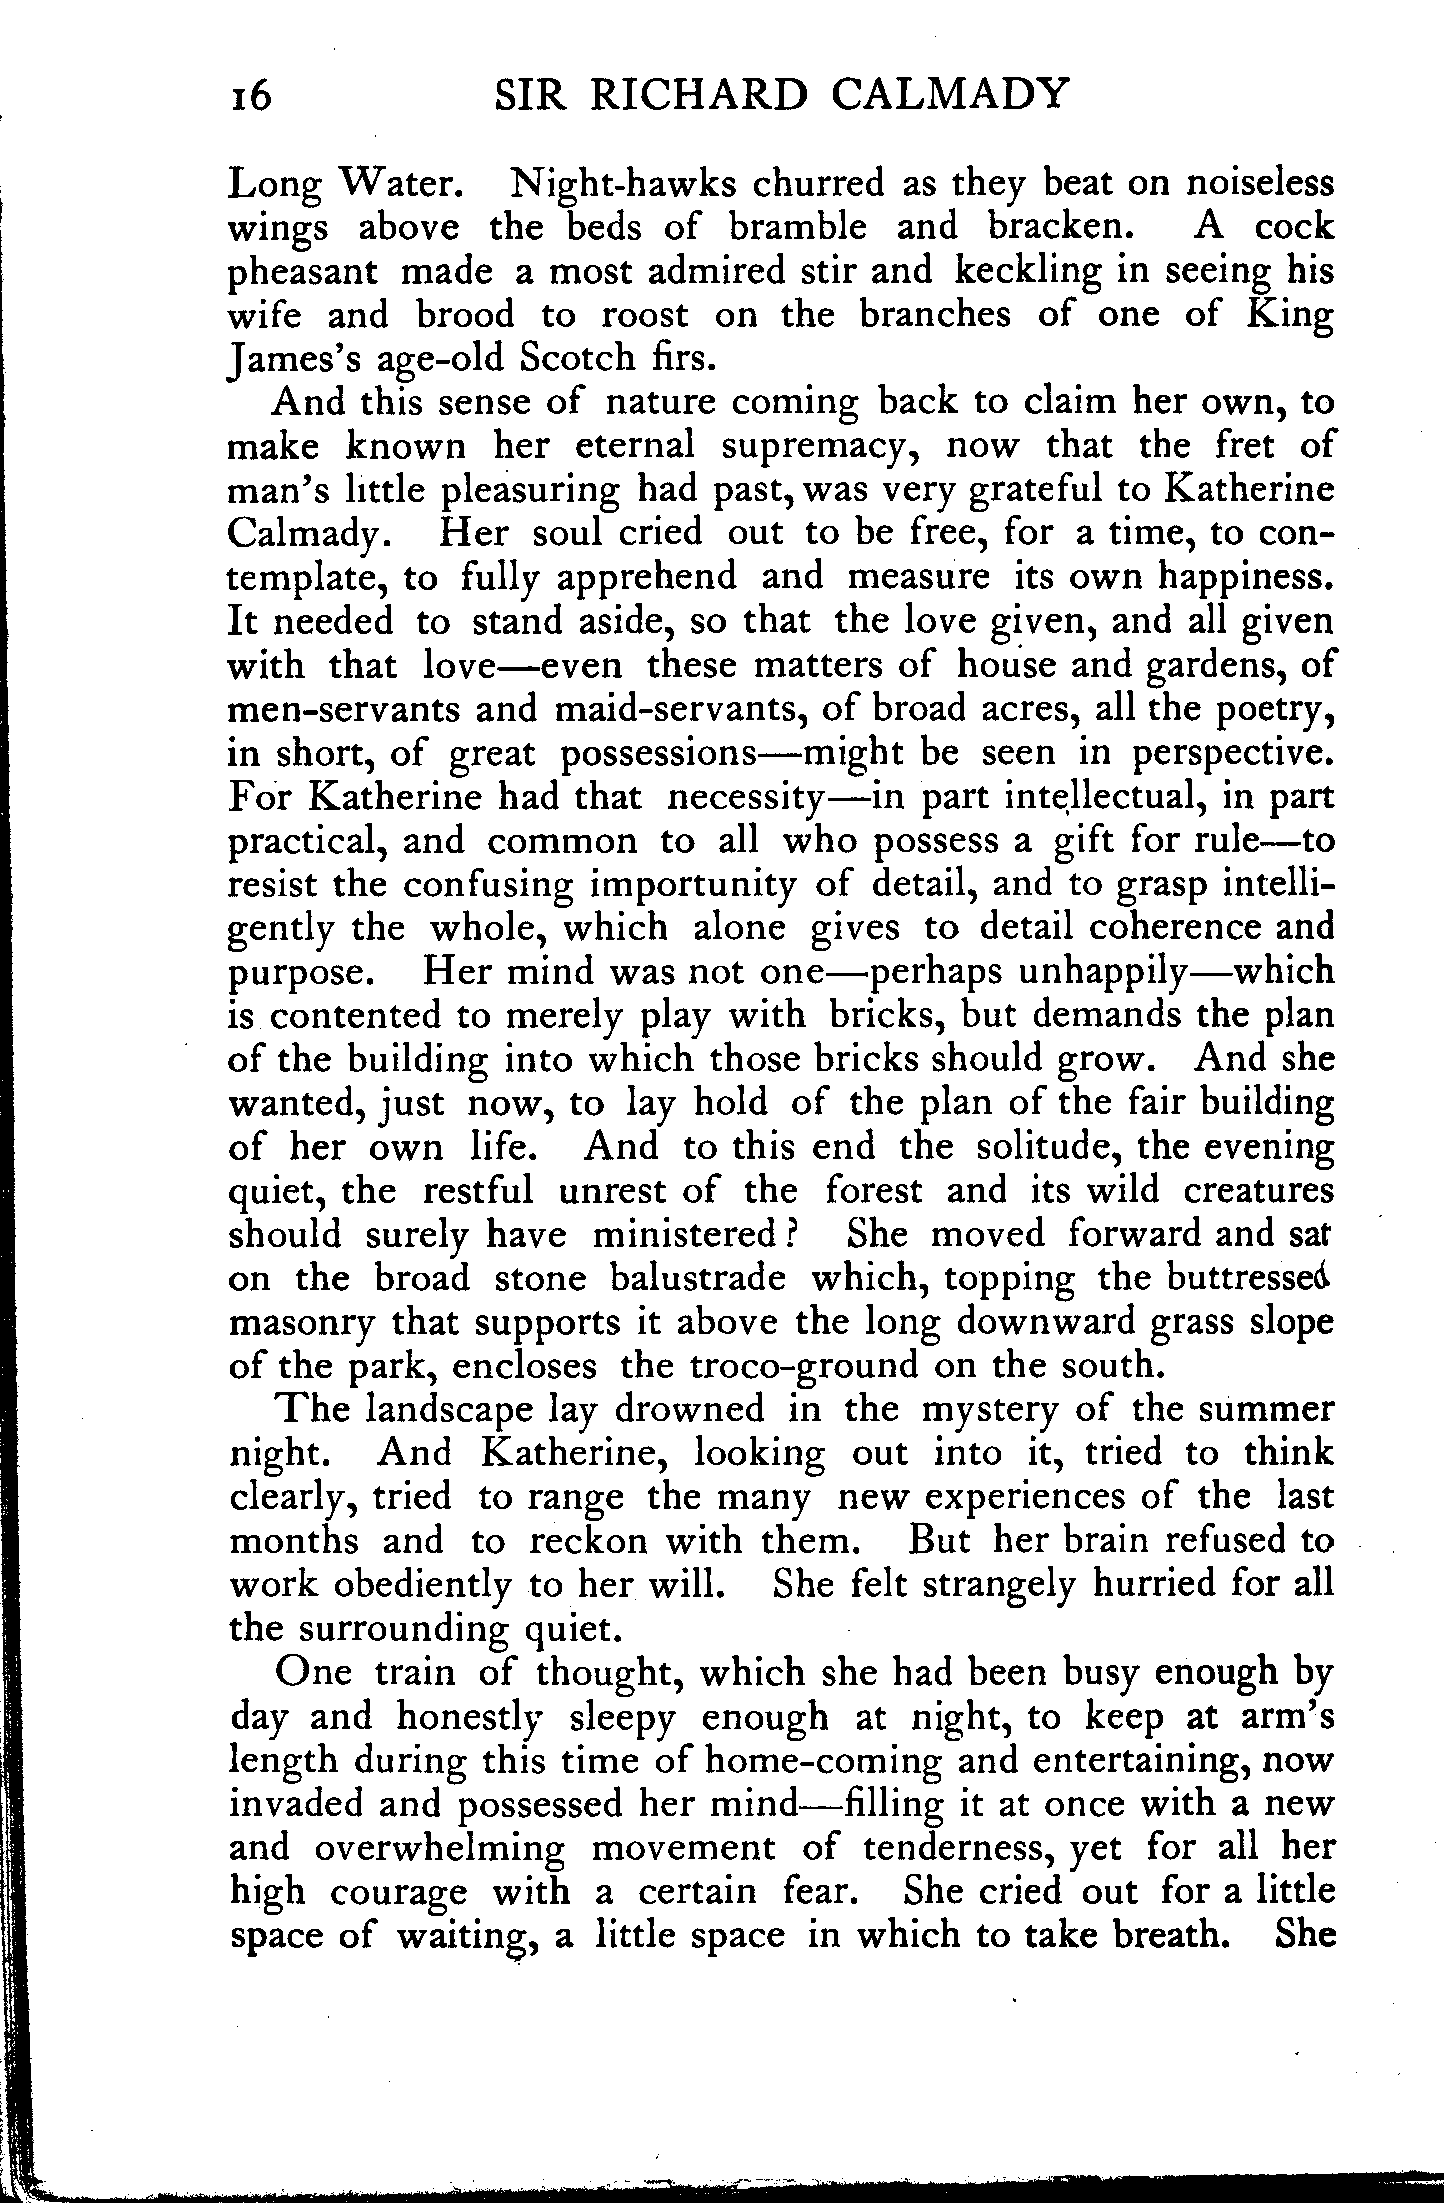 16 SIR RICHARD CALMADY
Long Water. Night-hawks churred as they beat on noiseless
wings above the beds of bramble and bracken. A cock
pheasant made a most admired stir and keckling in seeing his
wife and brood to roost on the branches of one of King
James's age-old Scotch firs.
And this sense of nature coming back to claim her own, to
make known her eternal supremacy, now that the fret of
man's little pleasuring had past, was very grateful to Katherine
Calmady. Her soul cried out to be free, for a time, to con-
template, to fully apprehend and measure its own happiness.
It needed to stand aside, so that the love given, and all given
with that love—even these matters of house and gardens, of
men-servants and maid-servants, of broad acres, all the poetry,
in short, of great possessions—might be seen in perspective.
For Katherine had that necessity—in part intellectual, in part
practical, and common to all who possess a gift for rule—to
resist the confusing importunity of detail, and to grasp intelli-
gently the whole, which alone gives to detail coherence and
purpose. Her mind was not one—perhaps unhappily—which
is contented to merely play with bricks, but demands the plan
of the building into which those bricks should grow. And she
wanted, just now, to lay hold of the plan of the fair building
of her own life. And to this end the solitude, the evening
quiet, the restful unrest of the forest and its wild creatures
should surely have ministered? She moved forward and sat
on the broad stone balustrade which, topping the buttressed
masonry that supports it above the long downward grass slope
of the park, encloses the troco-ground on the south.
The landscape lay drowned in the mystery of the summer
night. And Katherine, looking out into it, tried to think
clearly, tried to range the many new experiences of the last
months and to reckon with them. But her brain refused to
work obediently to her will. She felt strangely hurried for all
the surrounding quiet.
One train of thought, which she had been busy enough by
day and honestly sleepy enough at night, to keep at arm's
length during this time of home-coming and entertaining, now
invaded and possessed her mind—filling it at once with a new
and overwhelming movement of tenderness, yet for all her
high courage with a certain fear. She cried out for a little
space of waiting, a little space in which to take breath. She